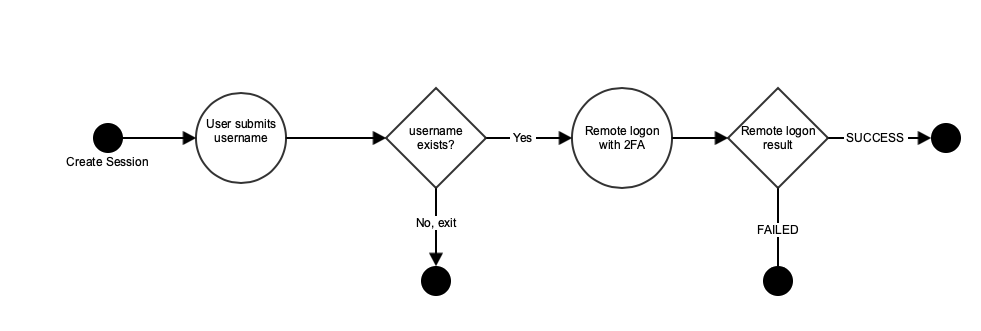 Create Session
User submits
username
username
exists?
Yes
No, exit
Remote logon
with 2FA
Remote logon
result
SUCCESS
FAILED